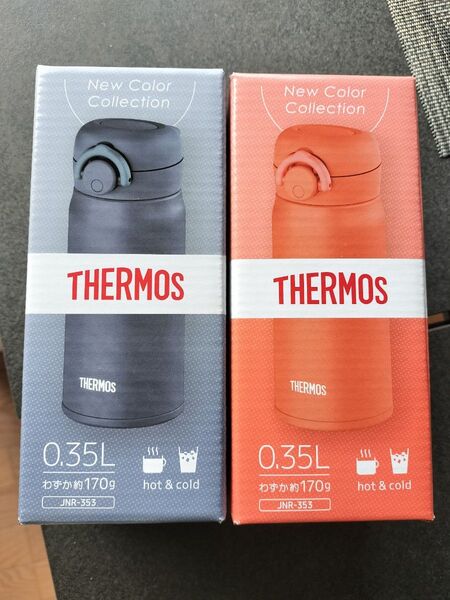 New Color
Collection
THERMOS
THERMOS
0.35L
わずか約170g
JNR-353
hot & cold
New Color
Collection
THERMOS
THERMOS
0.35L
わずか約170g
JNR-353
hot & cold